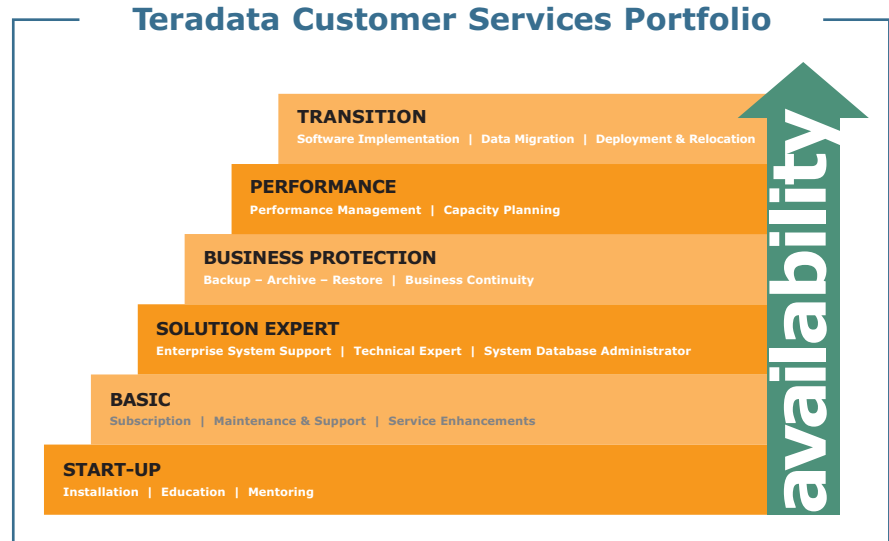 Teradata Customer Services Portfolio
TRANSITION
Software Implementation | Data Migration | Deployment & Relocation
PERFORMANCE
Performance Management | Capacity Planning
BUSINESS PROTECTION
Backup – Archive – Restore | Business Continuity
SOLUTION EXPERT
Enterprise System Support | Technical Expert | System Database Administrator
BASIC
Subscription | Maintenance & Support | Service Enhancements
START-UP
Installation | Education | Mentoring
availability